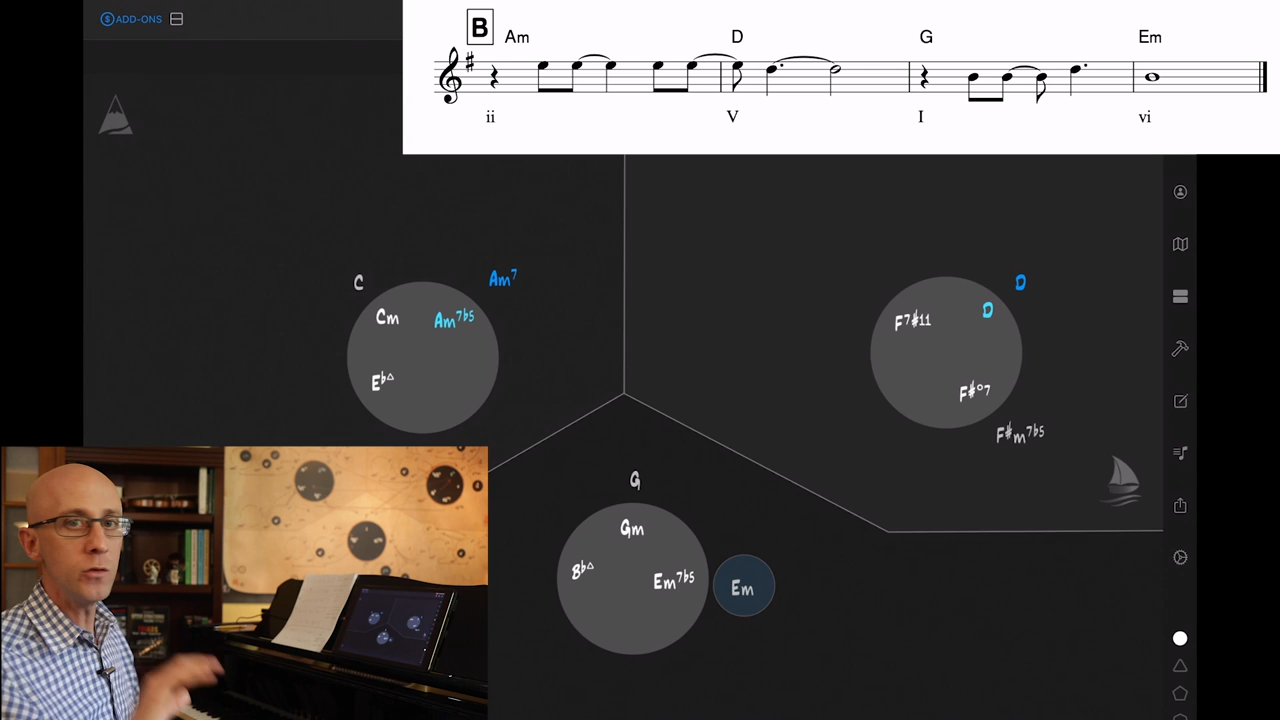 ADD-ONS
B
Am D G Em
ii V I vi
C Am7
Cm Am7b5
Eb△
D
F7#11 D
F#°7
F#m7b5
G
Gm
Bb△ Em7b5 Em